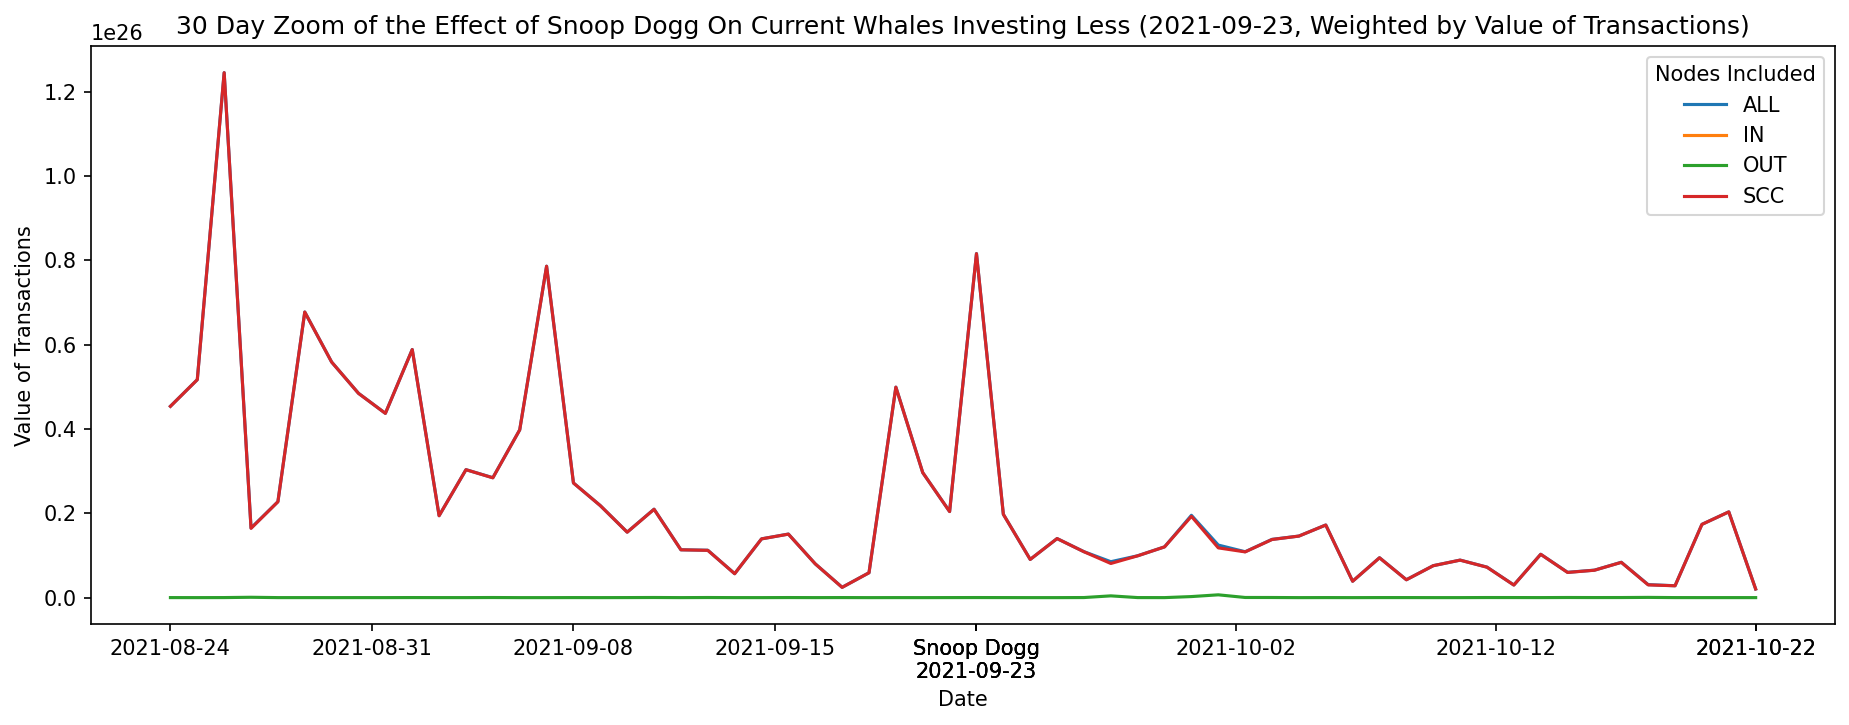 30 Day Zoom of the Effect of Snoop Dogg On Current Whales Investing Less (2021-09-23, Weighted by Value of Transactions)
1e26
Nodes Included
ALL
IN
OUT
SCC
1.2
1.0
0.8
0.6
0.4
0.2
0.0
Value of Transactions
2021-08-24 2021-08-31 2021-09-08 2021-09-15 Snoop Dogg 2021-10-02 2021-10-12 2021-10-22
2021-09-23
Date